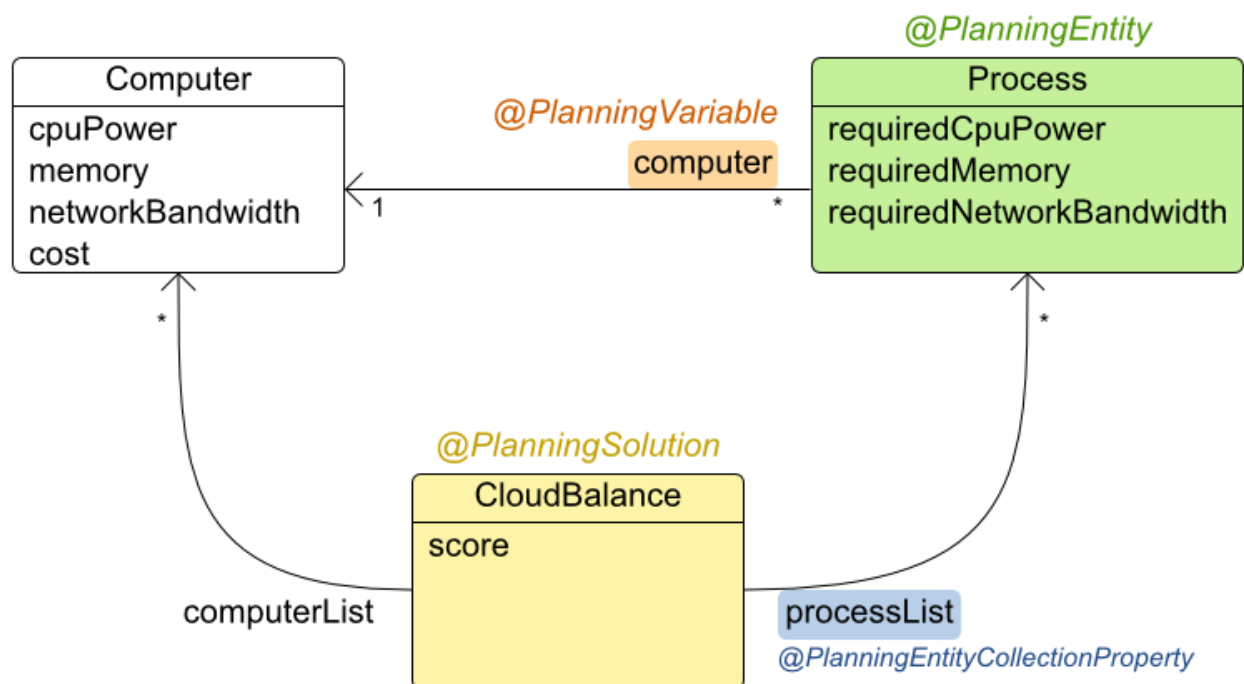 @PlanningEntity
Computer
cpuPower
memory
networkBandwidth
cost
@PlanningVariable
computer
1
*
Process
requiredCpuPower
requiredMemory
requiredNetworkBandwidth
*
*
@PlanningSolution
CloudBalance
score
computerList
processList
@PlanningEntityCollectionProperty